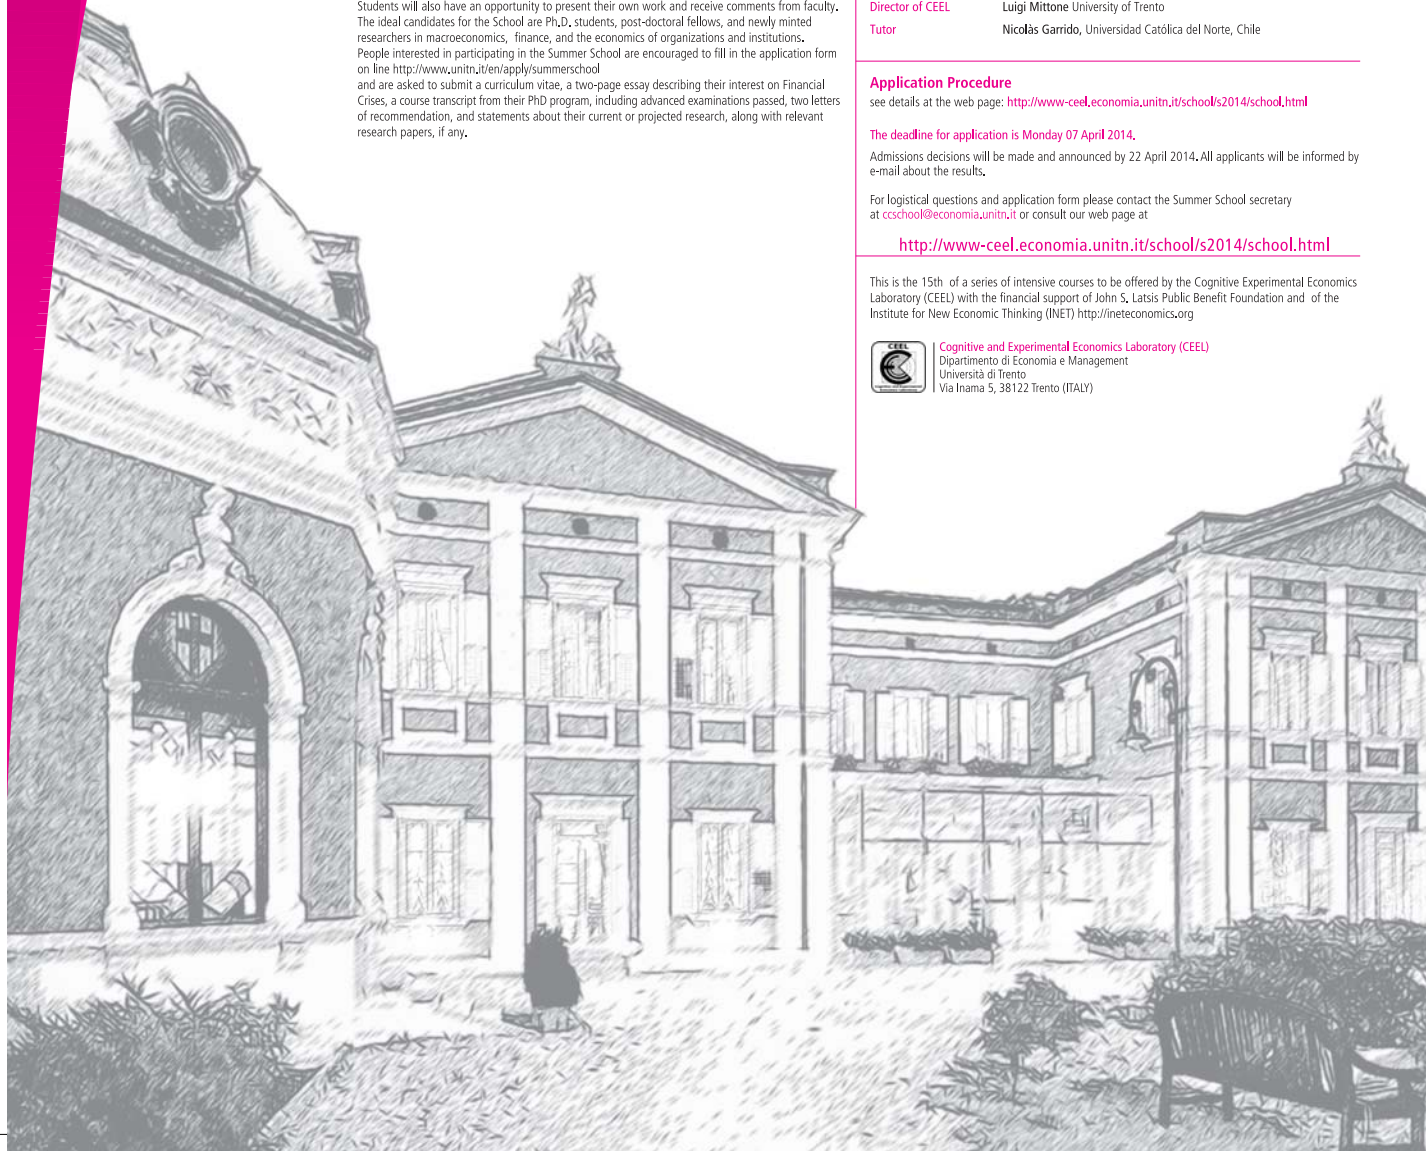 Students will also have an opportunity to present their own work and receive comments from faculty.
The ideal candidates for the School are Ph.D. students, post-doctoral fellows, and newly minted
researchers in macroeconomics, finance, and the economics of organizations and institutions.
People interested in participating in the Summer School are encouraged to fill in the application form
on line http://www.unitn.it/en/apply/summerschool
and are asked to submit a curriculum vitae, a two-page essay describing their interest on Financial
Crises, a course transcript from their PhD program, including advanced examinations passed, two letters
of recommendation, and statements about their current or projected research, along with relevant
research papers, if any.
Director of CEEL Luigi Mittone University of Trento
Tutor Nicolàs Garrido, Universidad Católica del Norte, Chile
Application Procedure
see details at the web page: http://www-ceel.economia.unitn.it/school/s2014/school.html
The deadline for application is Monday 07 April 2014.
Admissions decisions will be made and announced by 22 April 2014. All applicants will be informed by
e-mail about the results.
For logistical questions and application form please contact the Summer School secretary
at ccschool@economia.unitn.it or consult our web page at
http://www-ceel.economia.unitn.it/school/s2014/school.html
This is the 15th of a series of intensive courses to be offered by the Cognitive Experimental Economics
Laboratory (CEEL) with the financial support of John S. Latsis Public Benefit Foundation and of the
Institute for New Economic Thinking (INET) http://ineteconomics.org
CEEL
Cognitive and Experimental Economics Laboratory (CEEL)
Dipartimento di Economia e Management
Università di Trento
Via Inama 5, 38122 Trento (ITALY)